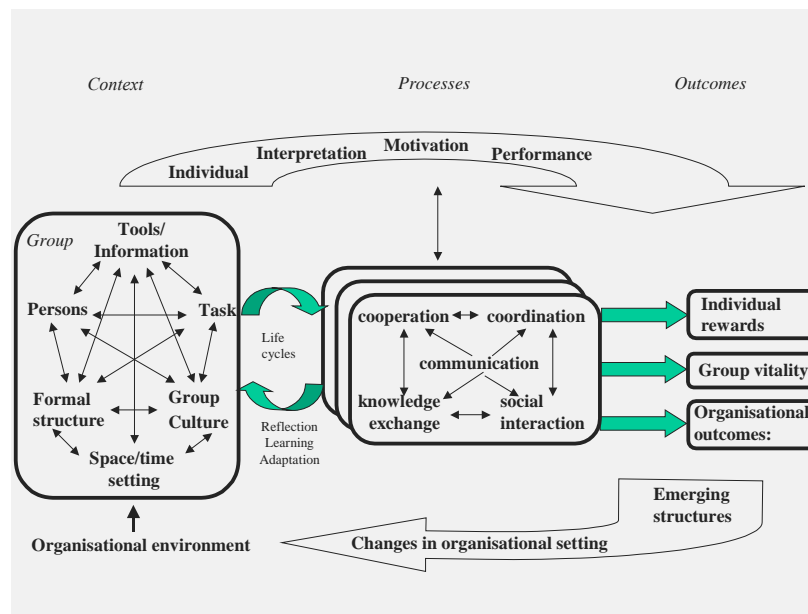 Context
Processes
Outcomes
Individual
Interpretation
Motivation
Performance
Group
Tools/
Information
Persons
Task
Formal
structure
Group
Culture
Space/time
setting
Organisational environment
Life
cycles
Reflection
Learning
Adaptation
cooperation
coordination
communication
knowledge
exchange
social
interaction
Individual
rewards
Group vitality
Organisational
outcomes:
Emerging
structures
Changes in organisational setting